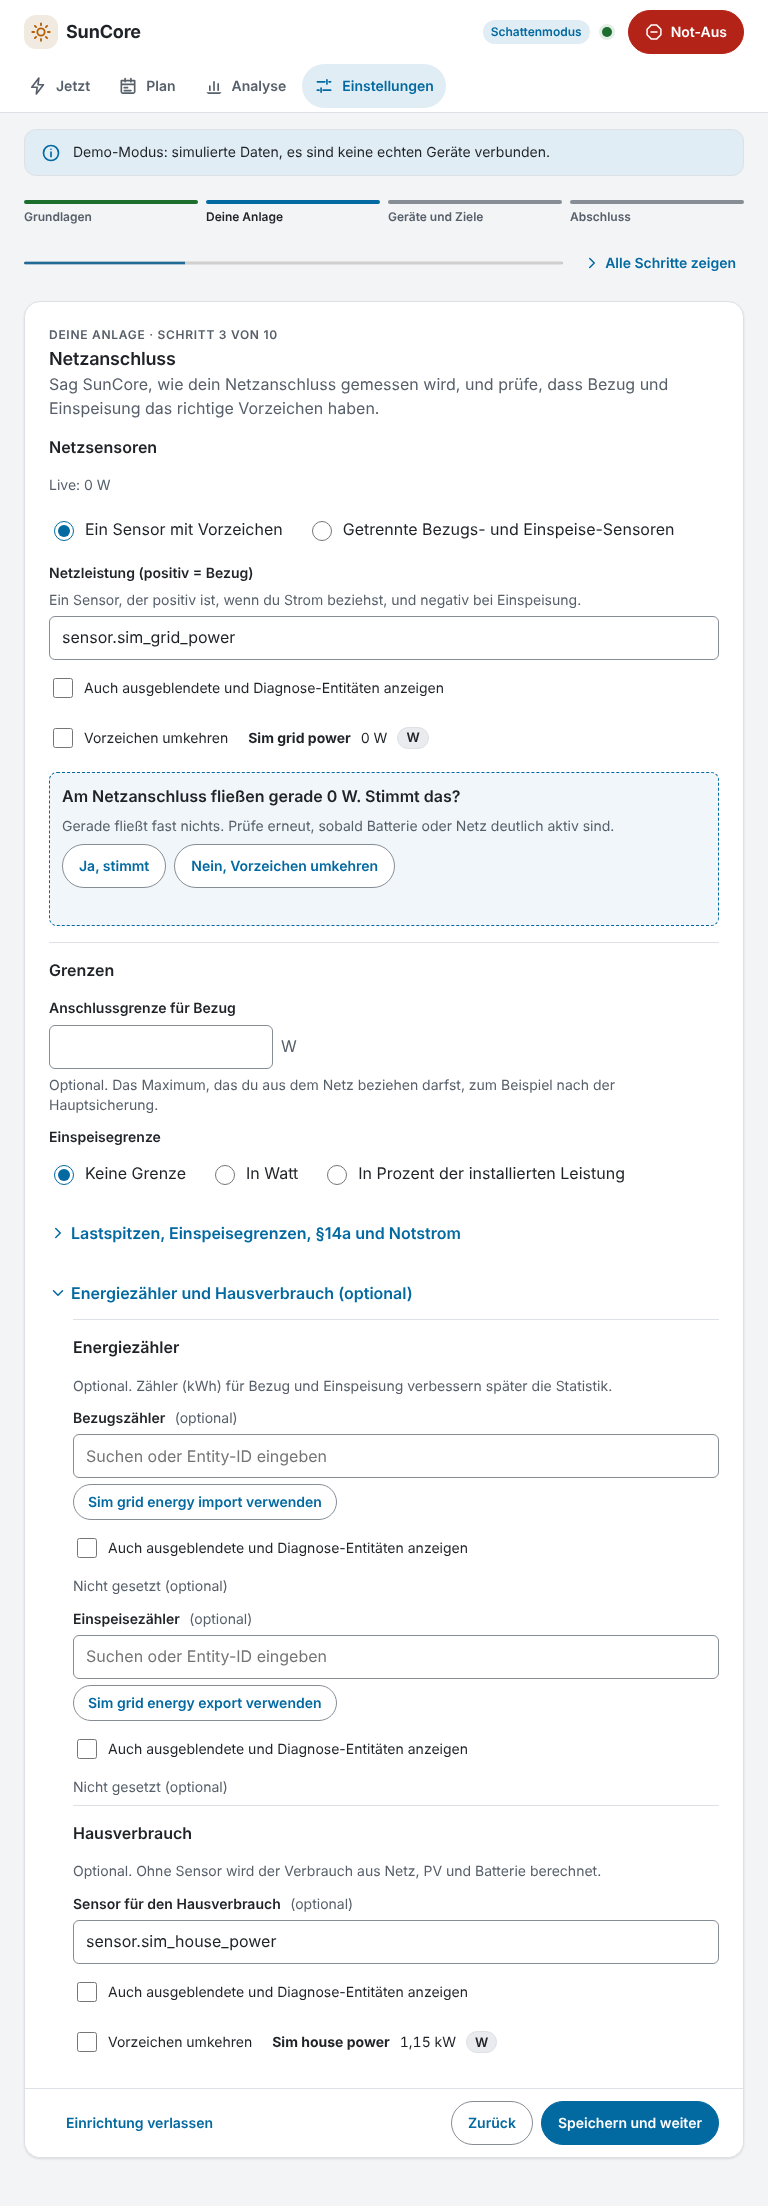 SunCore
Schattenmodus
Not-Aus
Jetzt
Plan
Analyse
Einstellungen
Demo-Modus: simulierte Daten, es sind keine echten Geräte verbunden.
Grundlagen
Deine Anlage
Geräte und Ziele
Abschluss
Alle Schritte zeigen
DEINE ANLAGE · SCHRITT 3 VON 10
Netzanschluss
Sag SunCore, wie dein Netzanschluss gemessen wird, und prüfe, dass Bezug und
Einspeisung das richtige Vorzeichen haben.
Netzsensoren
Live: 0 W
Ein Sensor mit Vorzeichen
Getrennte Bezugs- und Einspeise-Sensoren
Netzleistung (positiv = Bezug)
Ein Sensor, der positiv ist, wenn du Strom beziehst, und negativ bei Einspeisung.
sensor.sim_grid_power
Auch ausgeblendete und Diagnose-Entitäten anzeigen
Vorzeichen umkehren Sim grid power 0 W W
Am Netzanschluss fließen gerade 0 W. Stimmt das?
Gerade fließt fast nichts. Prüfe erneut, sobald Batterie oder Netz deutlich aktiv sind.
Ja, stimmt
Nein, Vorzeichen umkehren
Grenzen
Anschlussgrenze für Bezug
W
Optional. Das Maximum, das du aus dem Netz beziehen darfst, zum Beispiel nach der
Hauptsicherung.
Einspeisegrenze
Keine Grenze
In Watt
In Prozent der installierten Leistung
Lastspitzen, Einspeisegrenzen, §14a und Notstrom
Energiezähler und Hausverbrauch (optional)
Energiezähler
Optional. Zähler (kWh) für Bezug und Einspeisung verbessern später die Statistik.
Bezugszähler (optional)
Suchen oder Entity-ID eingeben
Sim grid energy import verwenden
Auch ausgeblendete und Diagnose-Entitäten anzeigen
Nicht gesetzt (optional)
Einspeisezähler (optional)
Suchen oder Entity-ID eingeben
Sim grid energy export verwenden
Auch ausgeblendete und Diagnose-Entitäten anzeigen
Nicht gesetzt (optional)
Hausverbrauch
Optional. Ohne Sensor wird der Verbrauch aus Netz, PV und Batterie berechnet.
Sensor für den Hausverbrauch (optional)
sensor.sim_house_power
Auch ausgeblendete und Diagnose-Entitäten anzeigen
Vorzeichen umkehren Sim house power 1,15 kW W
Einrichtung verlassen
Zurück
Speichern und weiter